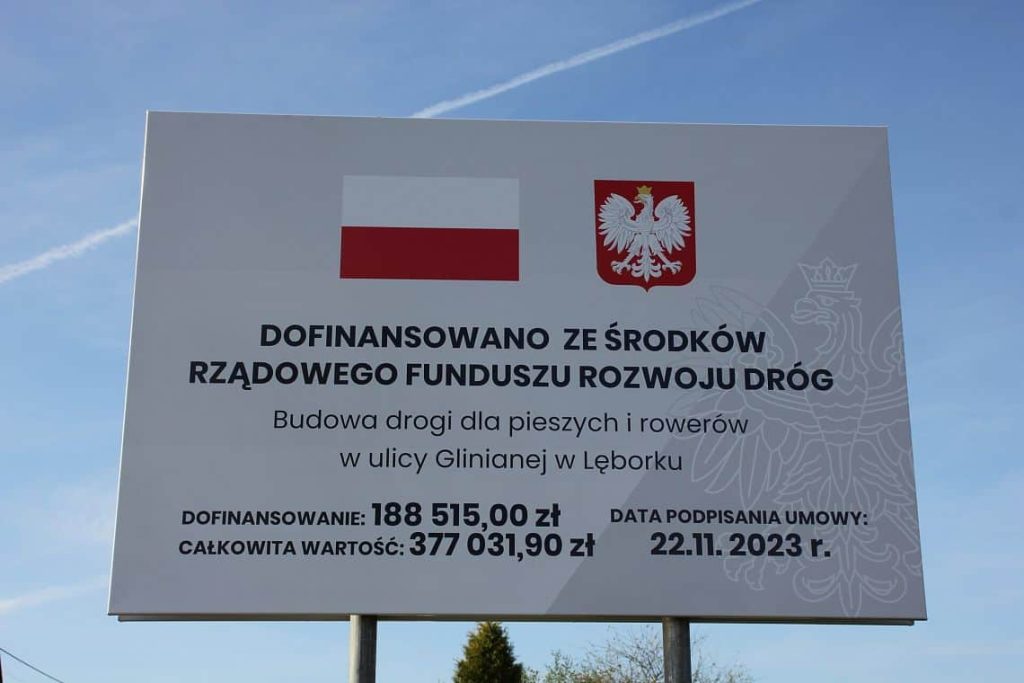 DOFINANSOWANO ZE ŚRODKÓW
RZĄDOWEGO FUNDUSZU ROZWOJU DRÓG
Budowa drogi dla pieszych i rowerów
w ulicy Glinianej w Lęborku
DOFINANSOWANIE: 188 515,00 zł
CAŁKOWITA WARTOŚĆ: 377 031,90 zł
DATA PODPISANIA UMOWY:
22.11. 2023 r.